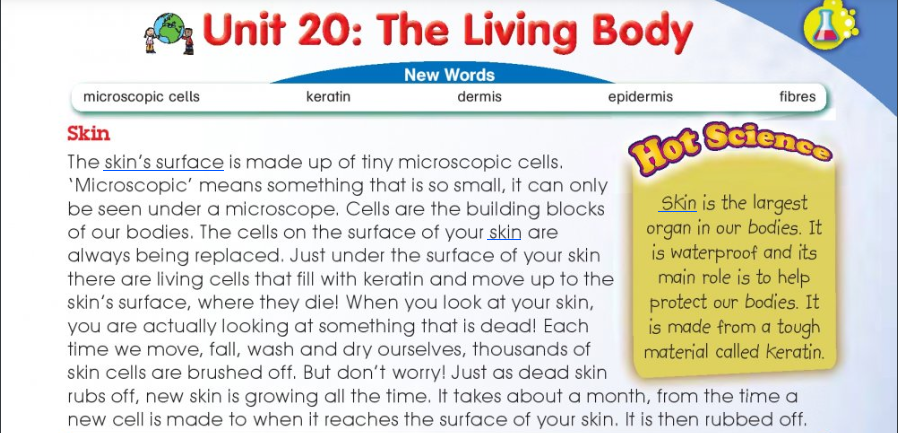 Unit 20: The Living Body
New Words
microscopic cells keratin dermis epidermis fibres
Skin
The skin's surface is made up of tiny microscopic cells.
'Microscopic' means something that is so small, it can only
be seen under a microscope. Cells are the building blocks
of our bodies. The cells on the surface of your skin are
always being replaced. Just under the surface of your skin
there are living cells that fill with keratin and move up to the
skin's surface, where they die! When you look at your skin,
you are actually looking at something that is dead! Each
time we move, fall, wash and dry ourselves, thousands of
skin cells are brushed off. But don't worry! Just as dead skin
rubs off, new skin is growing all the time. It takes about a month, from the time a
new cell is made to when it reaches the surface of your skin. It is then rubbed off.
Hot Science
Skin is the largest
organ in our bodies. It
is waterproof and its
main role is to help
protect our bodies. It
is made from a tough
material called keratin.